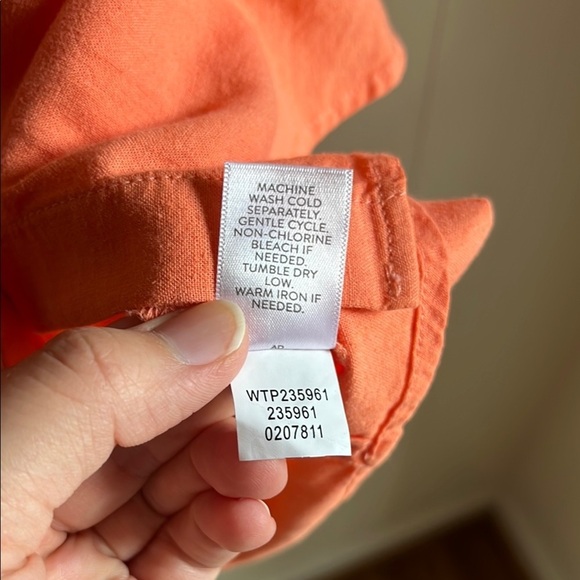 MACHINE
WASH COLD
SEPARATELY.
GENTLE CYCLE.
NON-CHLORINE
BLEACH IF
NEEDED.
TUMBLE DRY
LOW.
WARM IRON IF
NEEDED.
WTP235961
235961
0207811